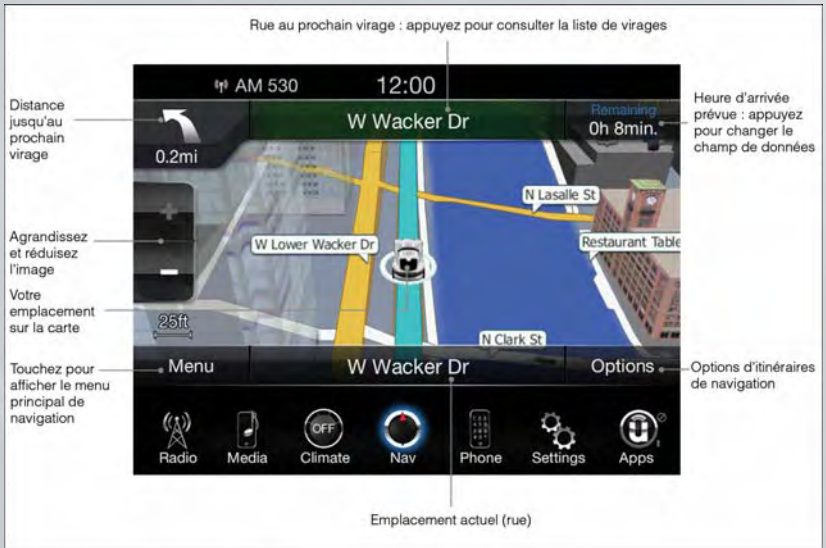 Rue au prochain virage : appuyez pour consulter la liste de virages
AM 530
12:00
Distance
jusqu'au
prochain
virage
W Wacker Dr
Remaining
0h 8min.
Heure d'arrivée
prévue : appuyez
pour changer le
champ de données
0.2mi
N Lasalle St
Agrandissez
et réduisez
l'image
+
−
W Lower Wacker Dr
Restaurant Table
Votre
emplacement
sur la carte
25ft
N Clark St
Touchez pour
afficher le menu
principal de
navigation
Menu
W Wacker Dr
Options
Options d'itinéraires
de navigation
OFF
Radio
Media
Climate
Nav
Phone
Settings
Apps
Emplacement actuel (rue)